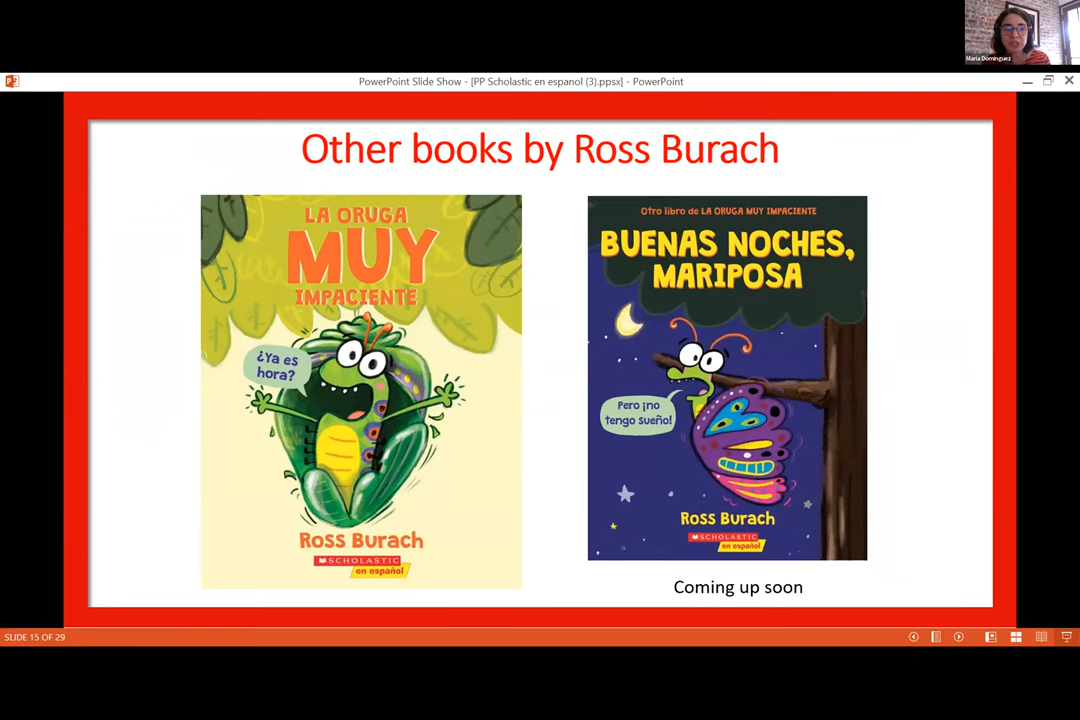 Maria Dominguez
PowerPoint Slide Show - [PP Scholastic en espanol (3).ppsx] - PowerPoint
Other books by Ross Burach
LA ORUGA
MUY
IMPACIENTE
¿Ya es
hora?
Ross Burach
SCHOLASTIC
en español
Otro libro de LA ORUGA MUY IMPACIENTE
BUENAS NOCHES,
MARIPOSA
Pero ¡no
tengo sueño!
Ross Burach
SCHOLASTIC
en español
Coming up soon
SLIDE 15 OF 29